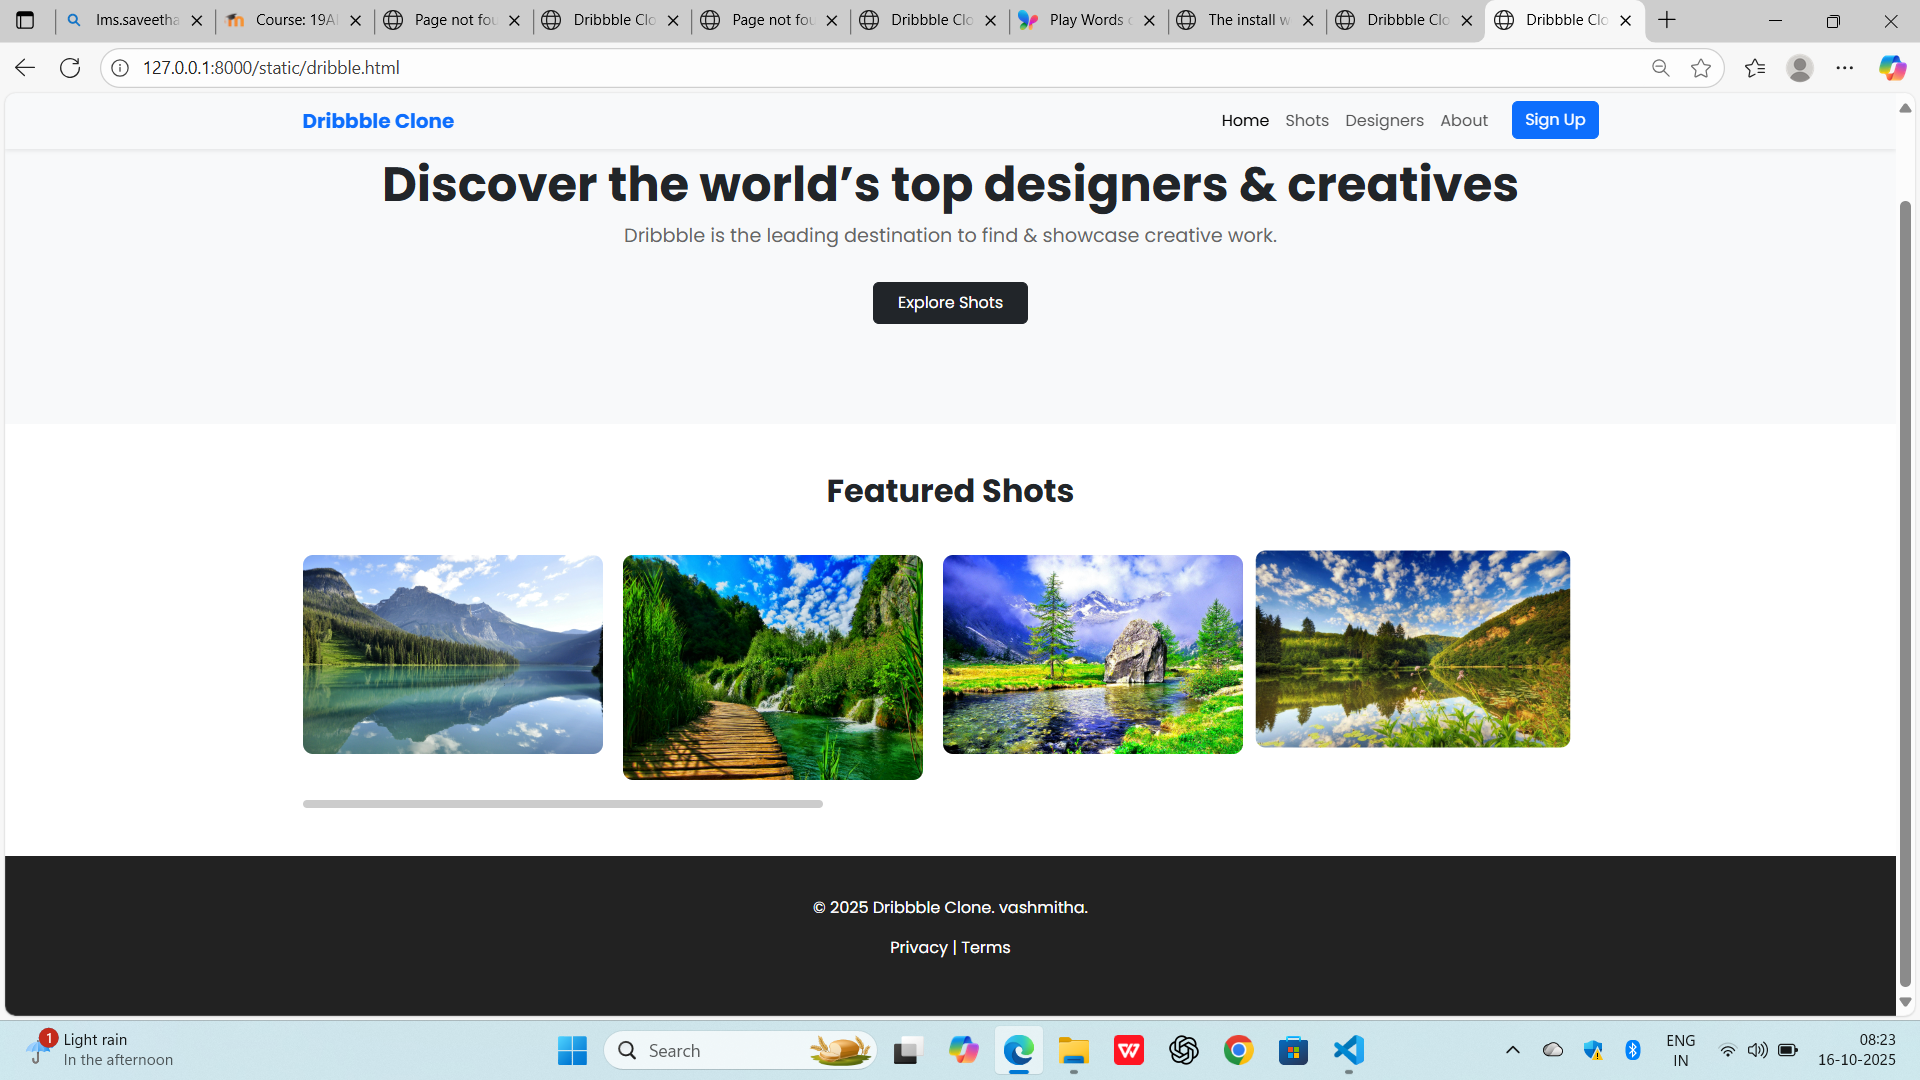 lms.saveetha
Course: 19AI
Page not fou
Dribbble Clo
Page not fou
Dribbble Clo
Play Words o
The install w
Dribbble Clo
Dribbble Clo
127.0.0.1:8000/static/dribble.html
Dribbble Clone
Home Shots Designers About Sign Up
Discover the world’s top designers & creatives
Dribbble is the leading destination to find & showcase creative work.
Explore Shots
Featured Shots
© 2025 Dribbble Clone. vashmitha.
Privacy | Terms
1
Light rain
In the afternoon
Search
ENG
IN
08:23
16-10-2025